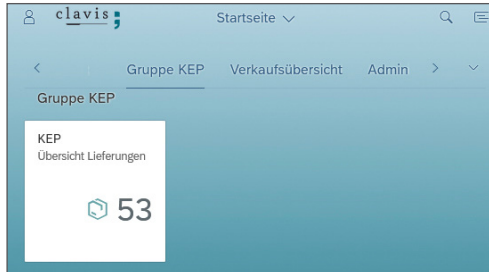 clavis ;
Startseite
Gruppe KEP Verkaufsübersicht Admin
Gruppe KEP
KEP
Übersicht Lieferungen
53